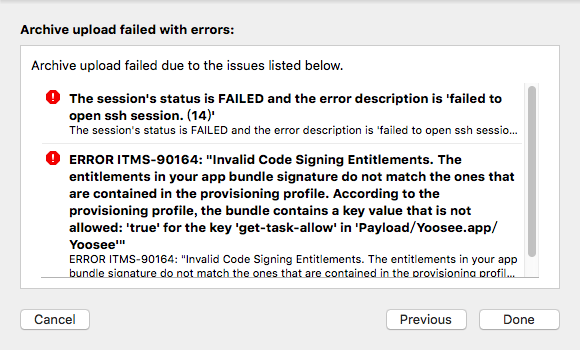 Archive upload failed with errors:
Archive upload failed due to the issues listed below.
The session's status is FAILED and the error description is 'failed to
open ssh session. (14)'
The session's status is FAILED and the error description is 'failed to open ssh sessio...
ERROR ITMS-90164: "Invalid Code Signing Entitlements. The
entitlements in your app bundle signature do not match the ones that
are contained in the provisioning profile. According to the
provisioning profile, the bundle contains a key value that is not
allowed: 'true' for the key 'get-task-allow' in 'Payload/Yoosee.app/
Yoosee'"
ERROR ITMS-90164: "Invalid Code Signing Entitlements. The entitlements in your app
bundle signature do not match the ones that are contained in the provisioning profil...
Cancel
Previous
Done